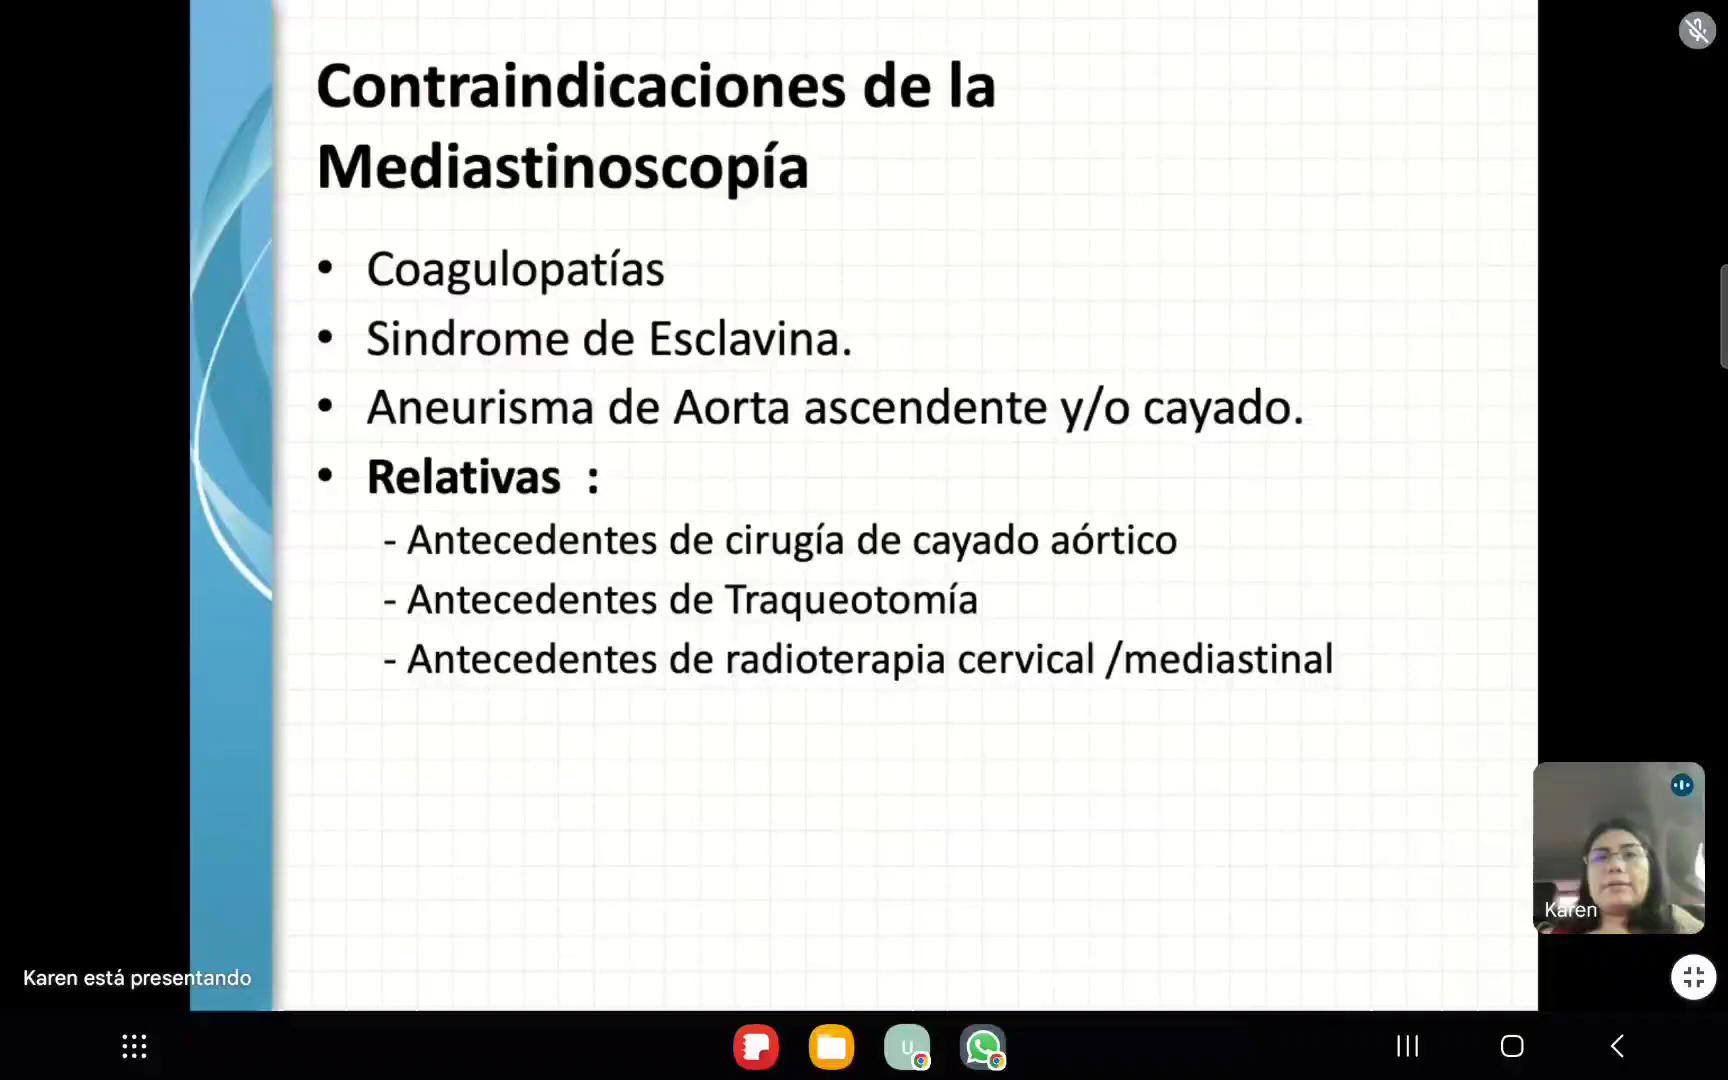 Contraindicaciones de la
Mediastinoscopía
• Coagulopatías
• Sindrome de Esclavina.
• Aneurisma de Aorta ascendente y/o cayado.
• Relativas :
- Antecedentes de cirugía de cayado aórtico
- Antecedentes de Traqueotomía
- Antecedentes de radioterapia cervical /mediastinal
Karen
Karen está presentando
U